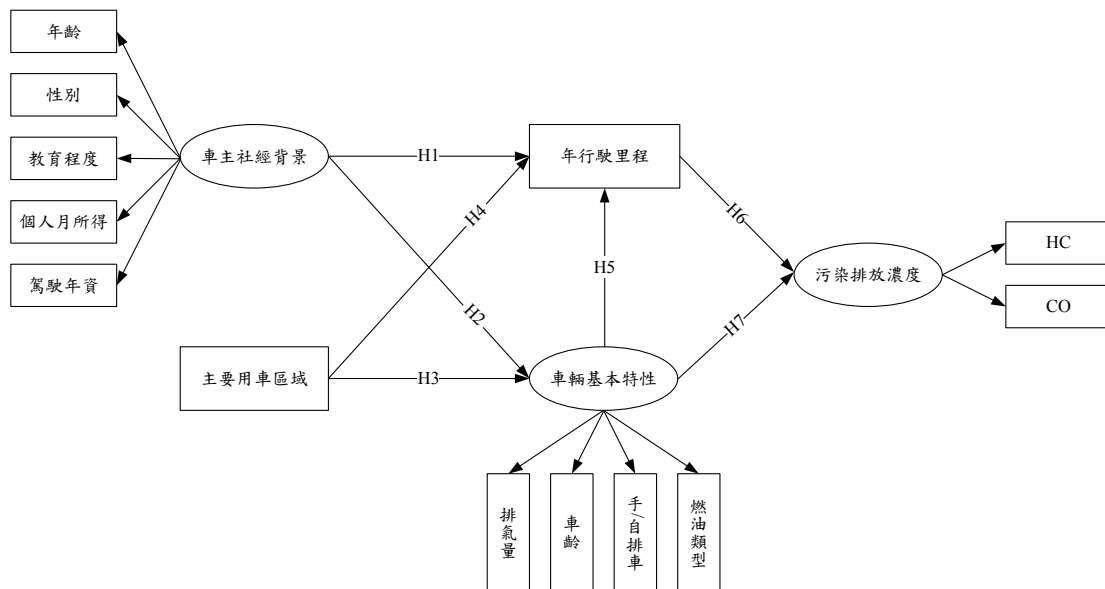 年齡
性別
教育程度
個人月所得
駕駛年資
車主社經背景
主要用車區域
H1
H4
H2
H3
年行駛里程
H5
車輛基本特性
H6
H7
污染排放濃度
HC
CO
排氣量
車齡
手/自排車
燃油類型